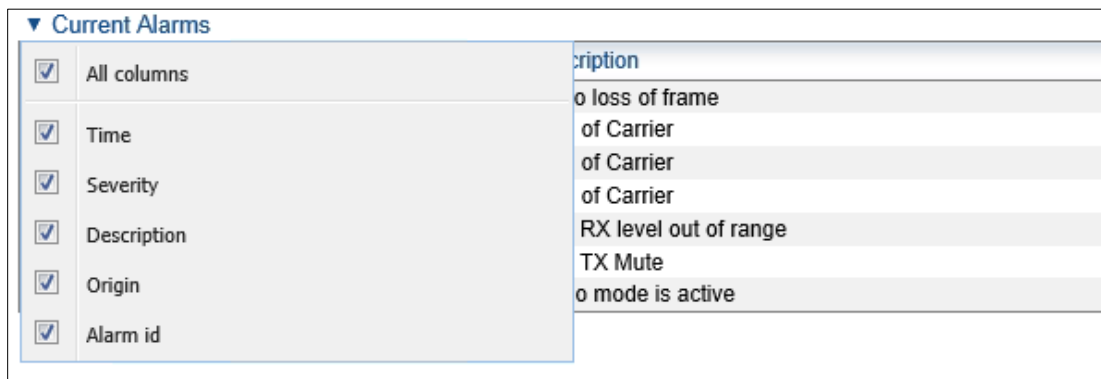 ▼ Current Alarms
All columns
cription
o loss of frame
Time
of Carrier
of Carrier
Severity
of Carrier
Description
RX level out of range
TX Mute
Origin
o mode is active
Alarm id